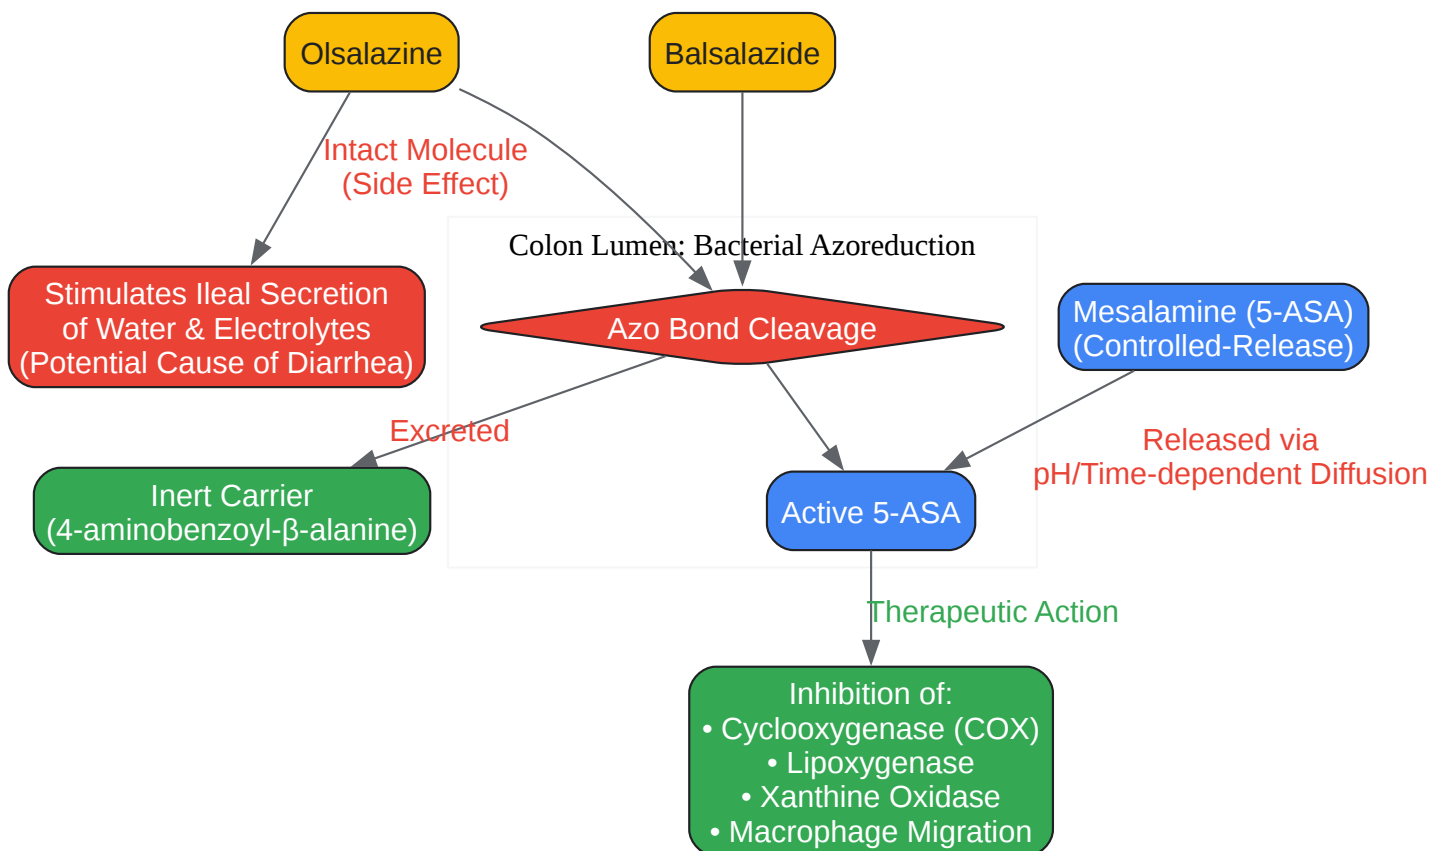 Olsalazine
Balsalazide
Intact Molecule
(Side Effect)
Colon Lumen: Bacterial Azoreduction
Stimulates Ileal Secretion
of Water & Electrolytes
(Potential Cause of Diarrhea)
Azo Bond Cleavage
Mesalamine (5-ASA)
(Controlled-Release)
Excreted
Released via
pH/Time-dependent Diffusion
Inert Carrier
(4-aminobenzoyl-β-alanine)
Active 5-ASA
Therapeutic Action
Inhibition of:
• Cyclooxygenase (COX)
• Lipoxygenase
• Xanthine Oxidase
• Macrophage Migration